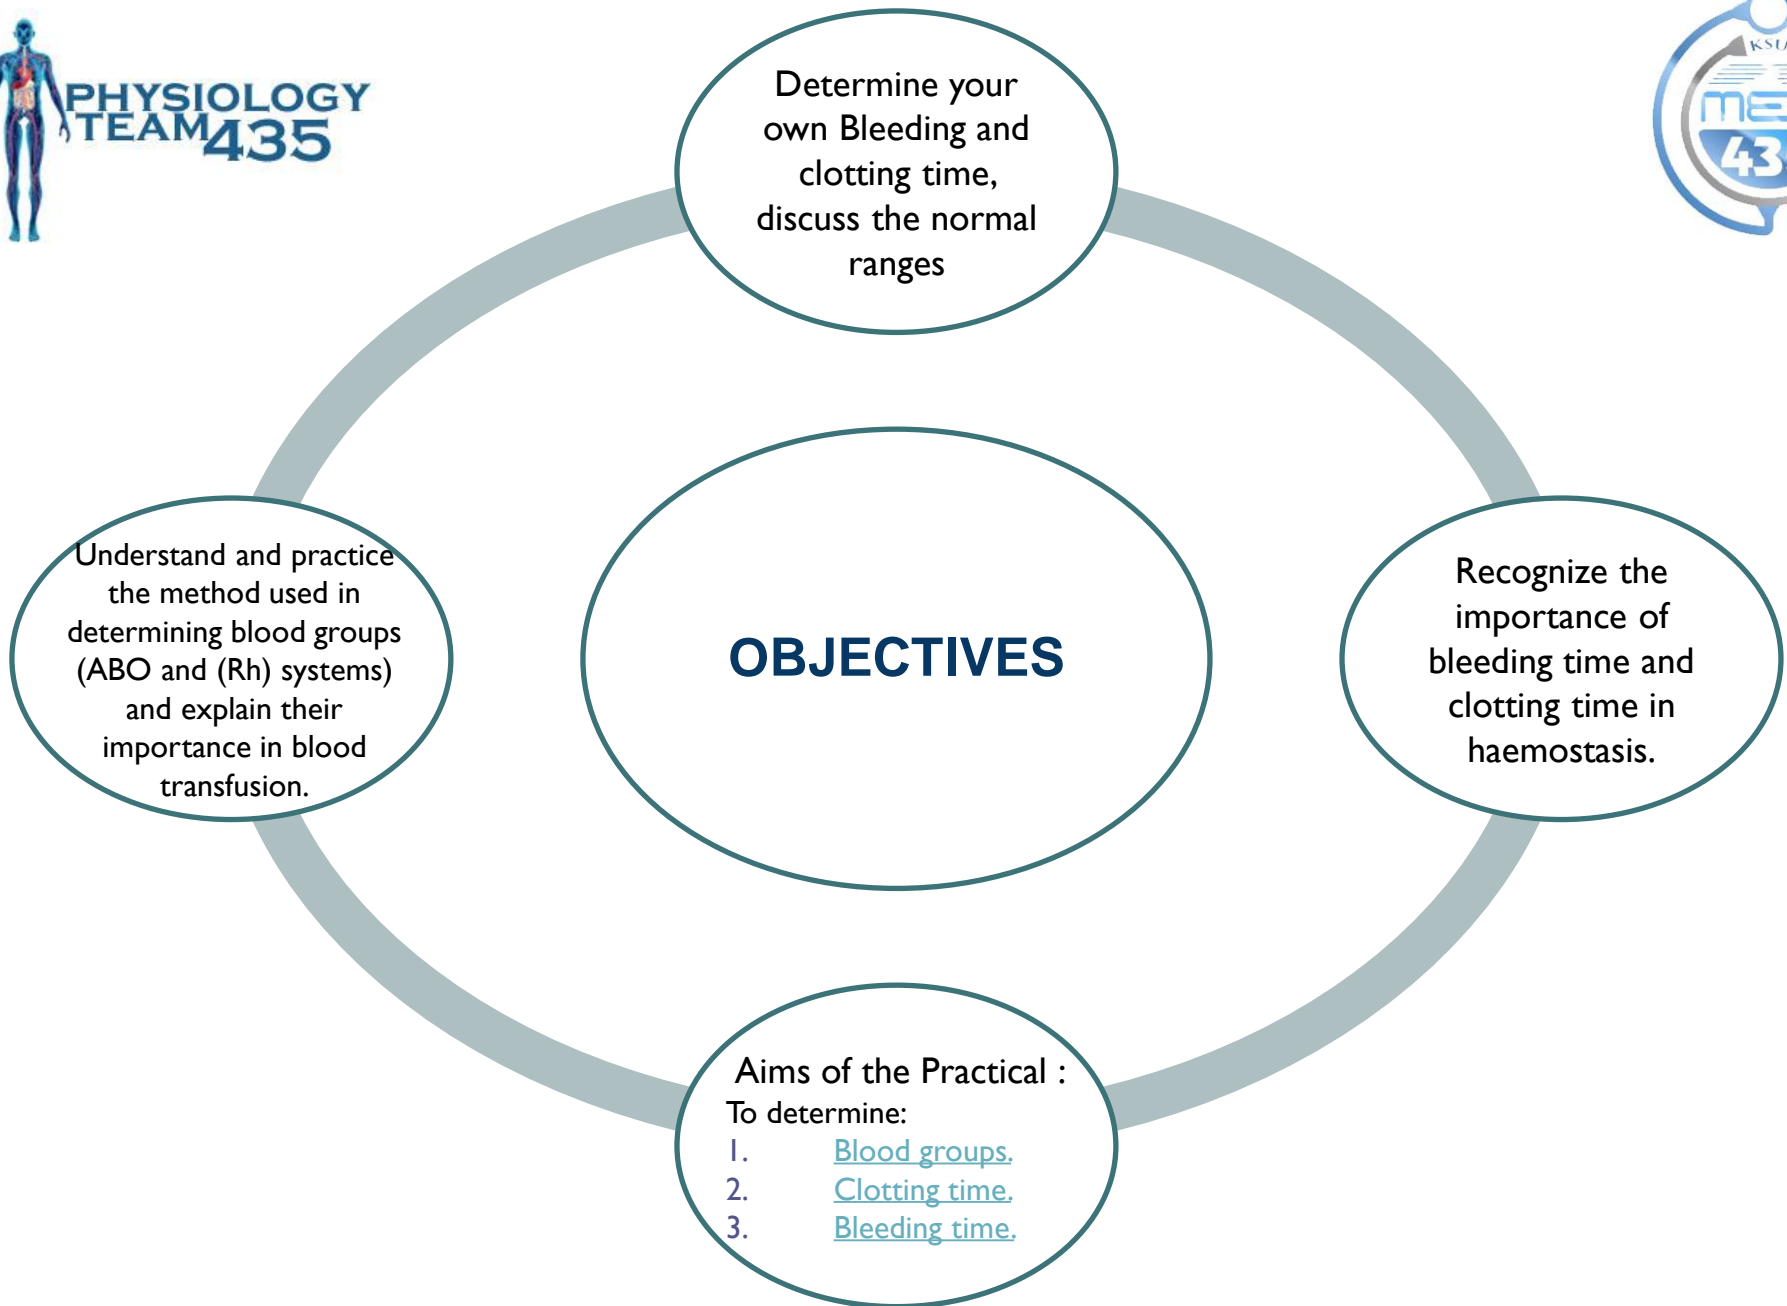 PHYSIOLOGY
TEAM435
KSU
Determine your
own Bleeding and
clotting time,
discuss the normal
ranges
Understand and practice
the method used in
determining blood groups
(ABO and (Rh) systems)
and explain their
importance in blood
transfusion.
OBJECTIVES
Recognize the
importance of
bleeding time and
clotting time in
haemostasis.
Aims of the Practical :
To determine:
1. Blood groups.
2. Clotting time.
3. Bleeding time.